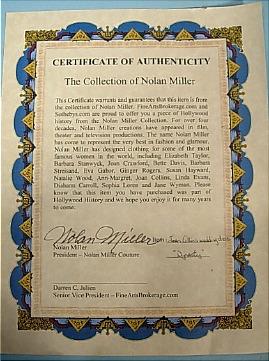 CERTIFICATE OF AUTHENTICITY
The Collection of Nolan Miller
This Certificate warrants and guarantees that this item is from
the collection of Nolan Miller. FineArtsBrokerage.com and
Sothebys.com are proud to offer you a piece of Hollywood
history from the Nolan Miller Collection. For over four
decades, Nolan Miller creations have appeared in film,
theater and television productions. The name Nolan Miller
has come to represent the very best in fashion and glamour.
Nolan Miller has designed clothing for some of the most
famous women in the world, including Elizabeth Taylor,
Barbara Stanwyck, Joan Crawford, Bette Davis, Barbara
Streisand, Eva Gabor, Ginger Rogers, Susan Hayward,
Natalie Wood, Ann-Margret, Joan Collins, Linda Evans,
Diahann Carroll, Sophia Loren and Jane Wyman. Please
know that this item you have purchased was part of
Hollywood History and we hope you enjoy it for many years
to come.
Nolan Miller
Nolan Miller
President – Nolan Miller Couture
"Dynasty"
Darren C. Julien
Senior Vice President – FineArtsBrokerage.com